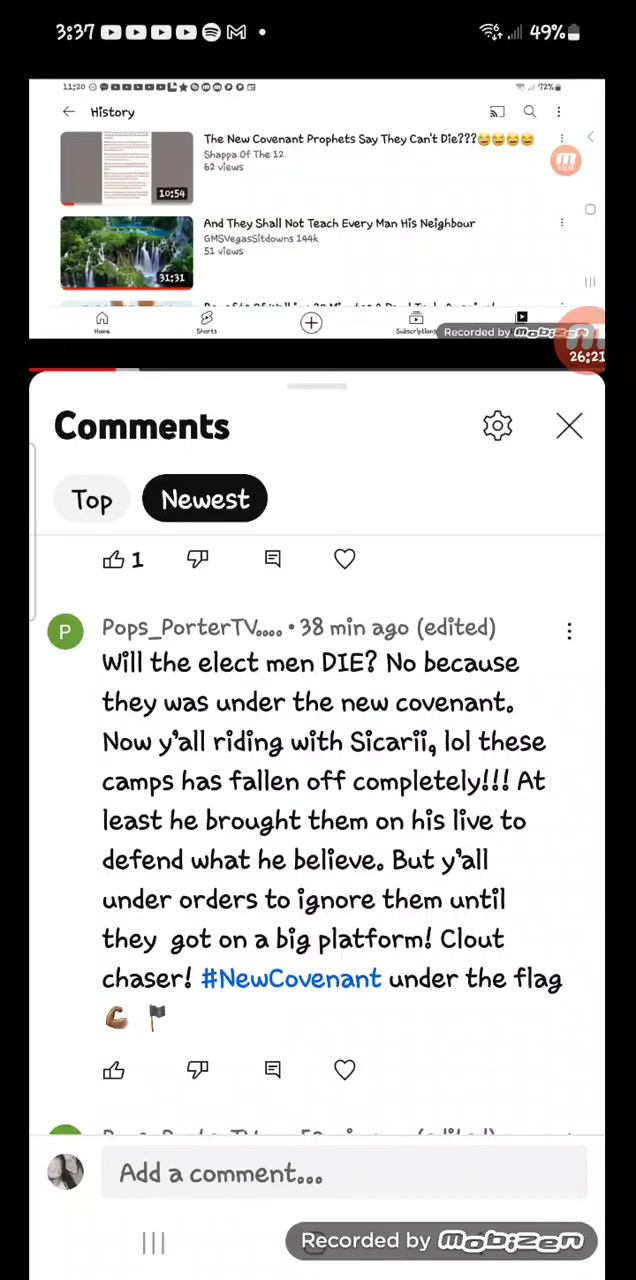 3:37 49%
11:20 72%
History
The New Covenant Prophets Say They Can't Die???😂😂😂😂
Shappa Of The 12
62 views
10:54
And They Shall Not Teach Every Man His Neighbour
GMSVegasSitdowns 144k
51 views
31:31
Home Shorts Subscriptions
Recorded by mobizen
26:21
Comments
Top Newest
1
P Pops_PorterTV.... • 38 min ago (edited)
Will the elect men DIE? No because
they was under the new covenant.
Now y'all riding with Sicarii, lol these
camps has fallen off completely!!! At
least he brought them on his live to
defend what he believe. But y'all
under orders to ignore them until
they got on a big platform! Clout
chaser! #NewCovenant under the flag
💪🏾 🏴
Add a comment...
Recorded by mobizen